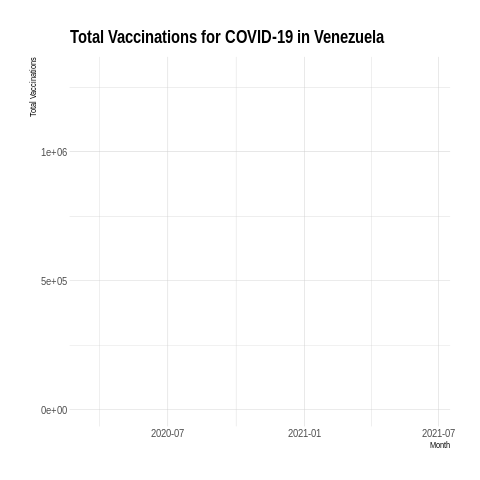 Total Vaccinations for COVID-19 in Venezuela
Total Vaccinations
1e+06
5e+05
0e+00
2020-07
2021-01
2021-07
Month